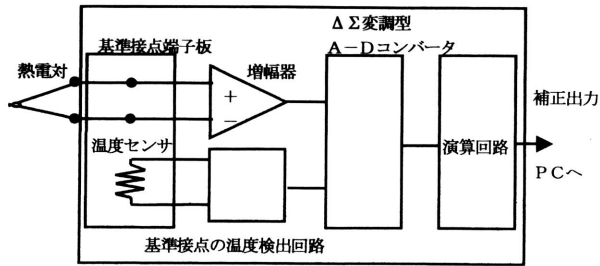 ΔΣ変調型
A－Dコンバータ
基準接点端子板
増幅器
熱電対
＋
－
温度センサ
演算回路
補正出力
PCへ
基準接点の温度検出回路